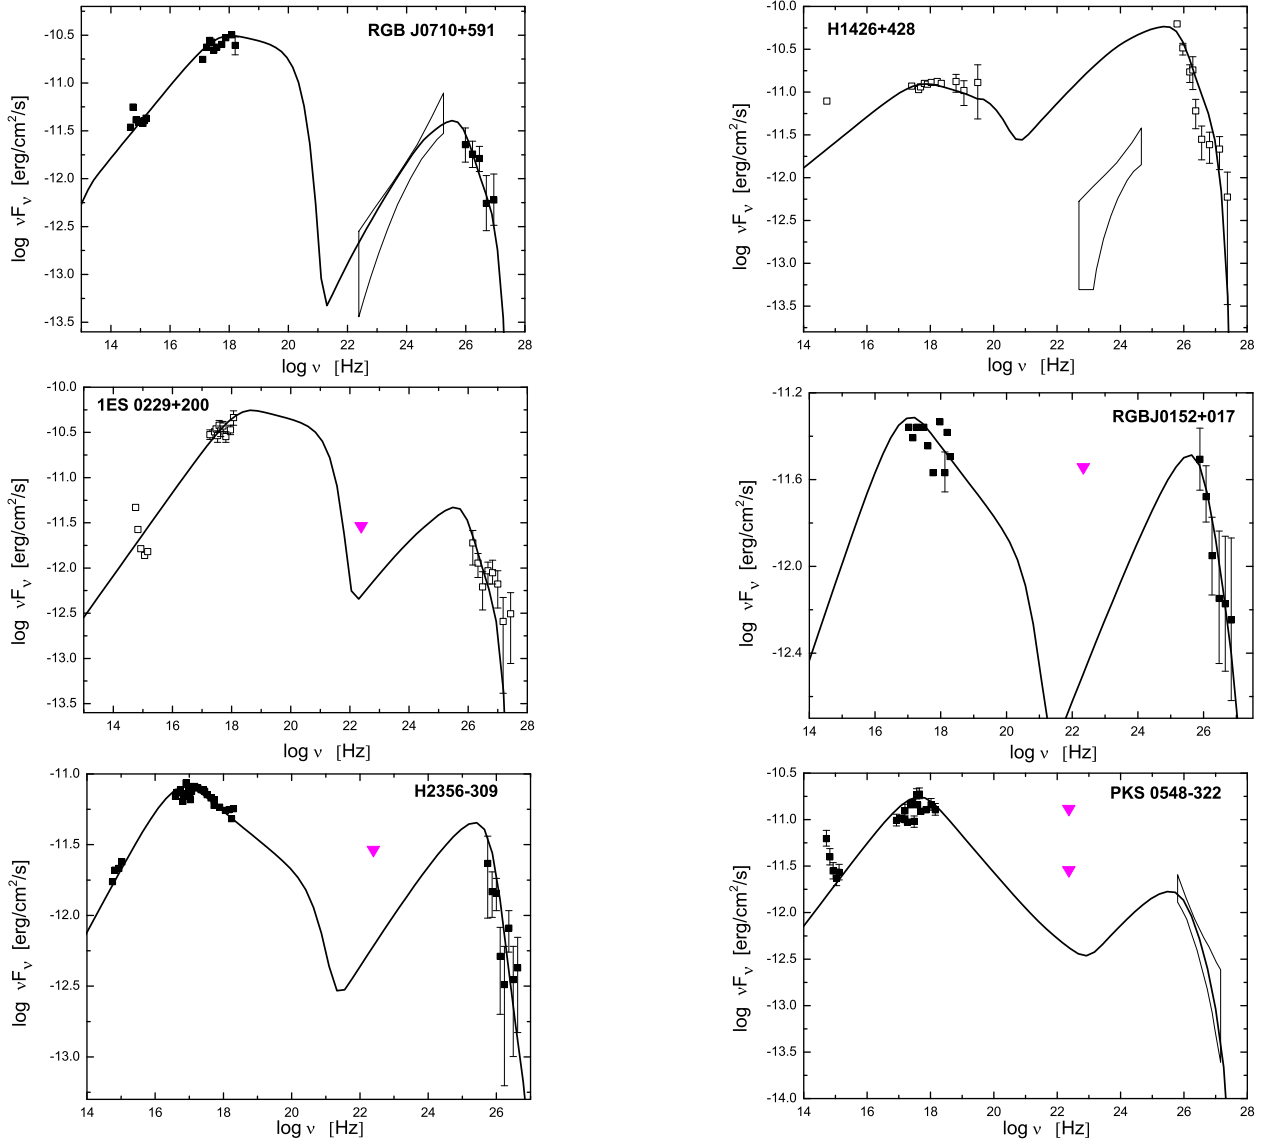 RGB J0710+591
-10.5
-11.0
-11.5
-12.0
-12.5
-13.0
-13.5
log νFν [erg/cm²/s]
14 16 18 20 22 24 26 28
log ν [Hz]
H1426+428
-10.0
-10.5
-11.0
-11.5
-12.0
-12.5
-13.0
-13.5
log νFν [erg/cm²/s]
14 16 18 20 22 24 26 28
log ν [Hz]
1ES 0229+200
-10.0
-10.5
-11.0
-11.5
-12.0
-12.5
-13.0
-13.5
log νFν [erg/cm²/s]
14 16 18 20 22 24 26 28
log ν [Hz]
RGBJ0152+017
-11.2
-11.6
-12.0
-12.4
log νFν [erg/cm²/s]
14 16 18 20 22 24 26
log ν [Hz]
H2356-309
-11.0
-11.5
-12.0
-12.5
-13.0
log νFν [erg/cm²/s]
14 16 18 20 22 24 26
log ν [Hz]
PKS 0548-322
-10.5
-11.0
-11.5
-12.0
-12.5
-13.0
-13.5
-14.0
log νFν [erg/cm²/s]
14 16 18 20 22 24 26 28
log ν [Hz]